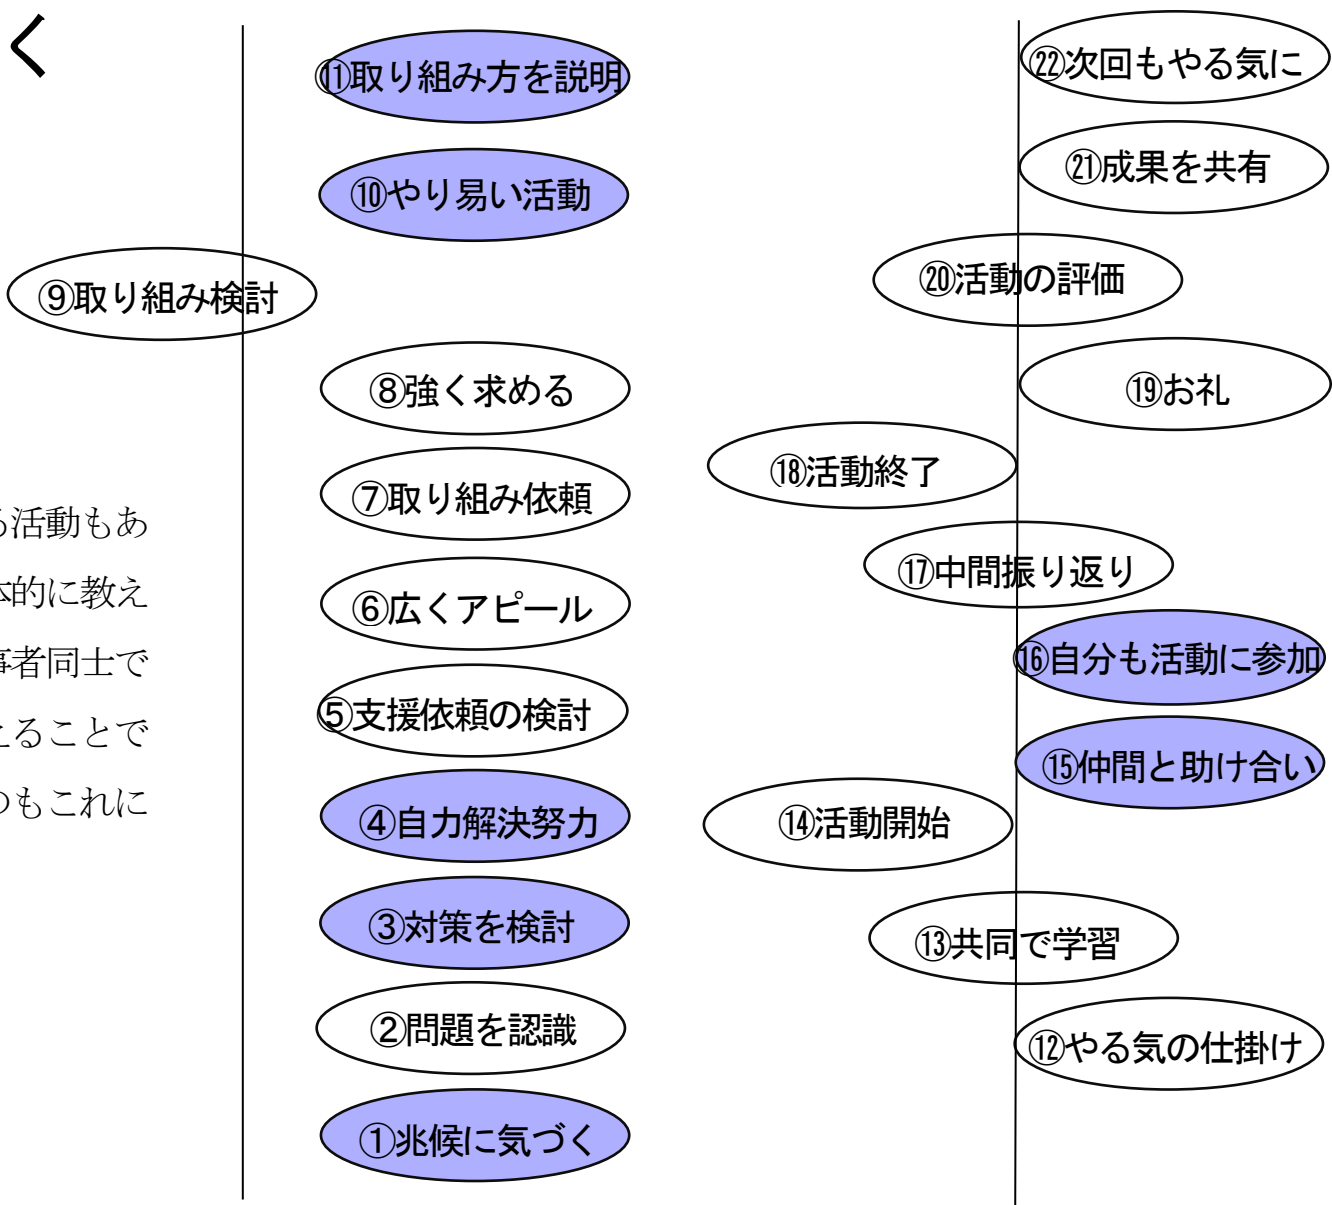 く
⑪取り組み方を説明
⑩やり易い活動
⑨取り組み検討
⑧強く求める
⑦取り組み依頼
⑥広くアピール
⑤支援依頼の検討
④自力解決努力
③対策を検討
②問題を認識
①兆候に気づく
㉒次回もやる気に
㉑成果を共有
⑳活動の評価
⑲お礼
⑱活動終了
⑰中間振り返り
⑯自分も活動に参加
⑮仲間と助け合い
⑭活動開始
⑬共同で学習
⑫やる気の仕掛け
る活動もあ
体的に教え
事者同士で
えることで
つもこれに